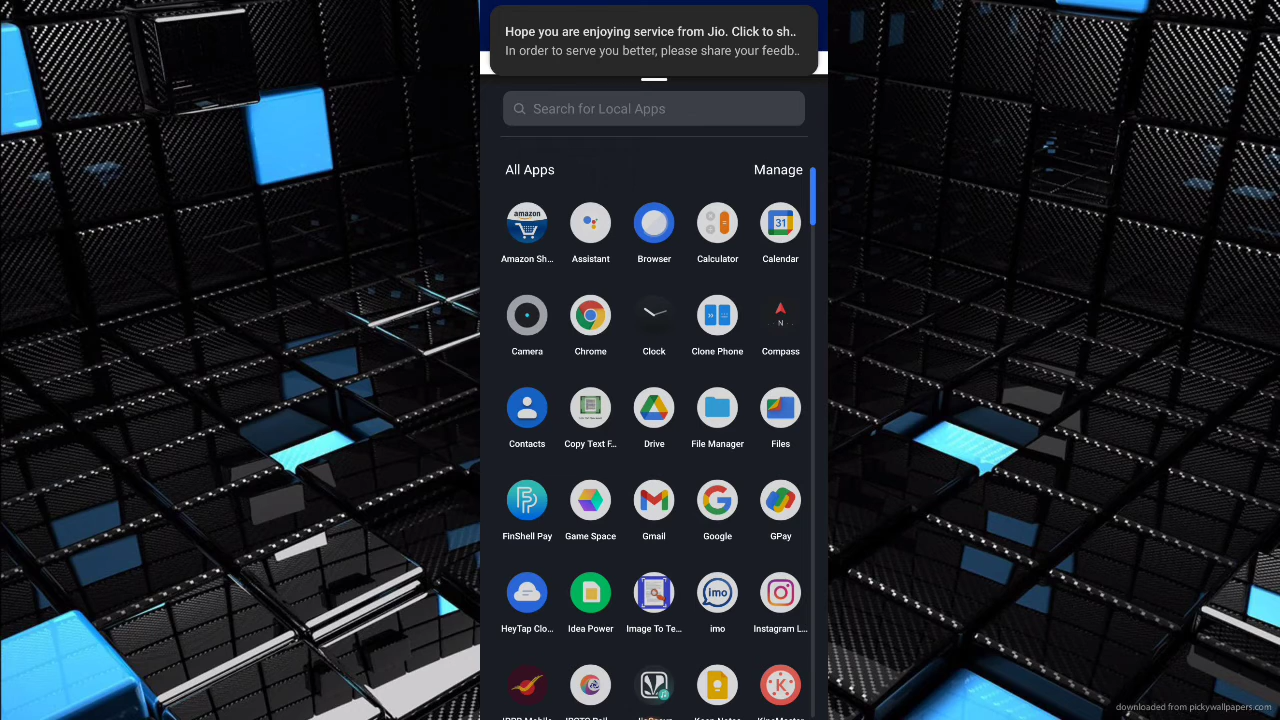 Hope you are enjoying service from Jio. Click to sh..
In order to serve you better, please share your feedb..
Search for Local Apps
All Apps Manage
amazon
31
Amazon Sh... Assistant Browser Calculator Calendar
N
Camera Chrome Clock Clone Phone Compass
Contacts Copy Text F... Drive File Manager Files
FinShell Pay Game Space Gmail Google GPay
imo
HeyTap Clo... Idea Power Image To Te... imo Instagram L...
downloaded from pickywallpapers.com